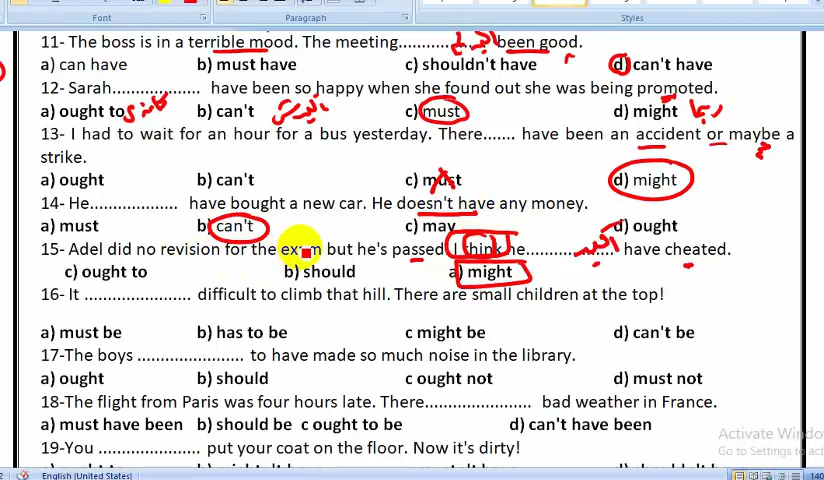 Font
Paragraph
Styles
11- The boss is in a terrible mood. The meeting.................. been good.
a) can have b) must have c) shouldn't have d) can't have
12- Sarah.................... have been so happy when she found out she was being promoted.
a) ought to b) can't c) must d) might ربما
13- I had to wait for an hour for a bus yesterday. There....... have been an accident or maybe a
strike.
a) ought b) can't c) must d) might
14- He.................... have bought a new car. He doesn't have any money.
a) must b) can't c) may d) ought
15- Adel did no revision for the exam but he's passed. I think he.................... have cheated.
c) ought to b) should a) might
16- It ........................ difficult to climb that hill. There are small children at the top!
a) must be b) has to be c might be d) can't be
17-The boys ........................ to have made so much noise in the library.
a) ought b) should c ought not d) must not
18-The flight from Paris was four hours late. There..................... bad weather in France.
a) must have been b) should be c ought to be d) can't have been
19-You ....................... put your coat on the floor. Now it's dirty!
Activate Windo
Go to Settings to act
2 English (United States) 140